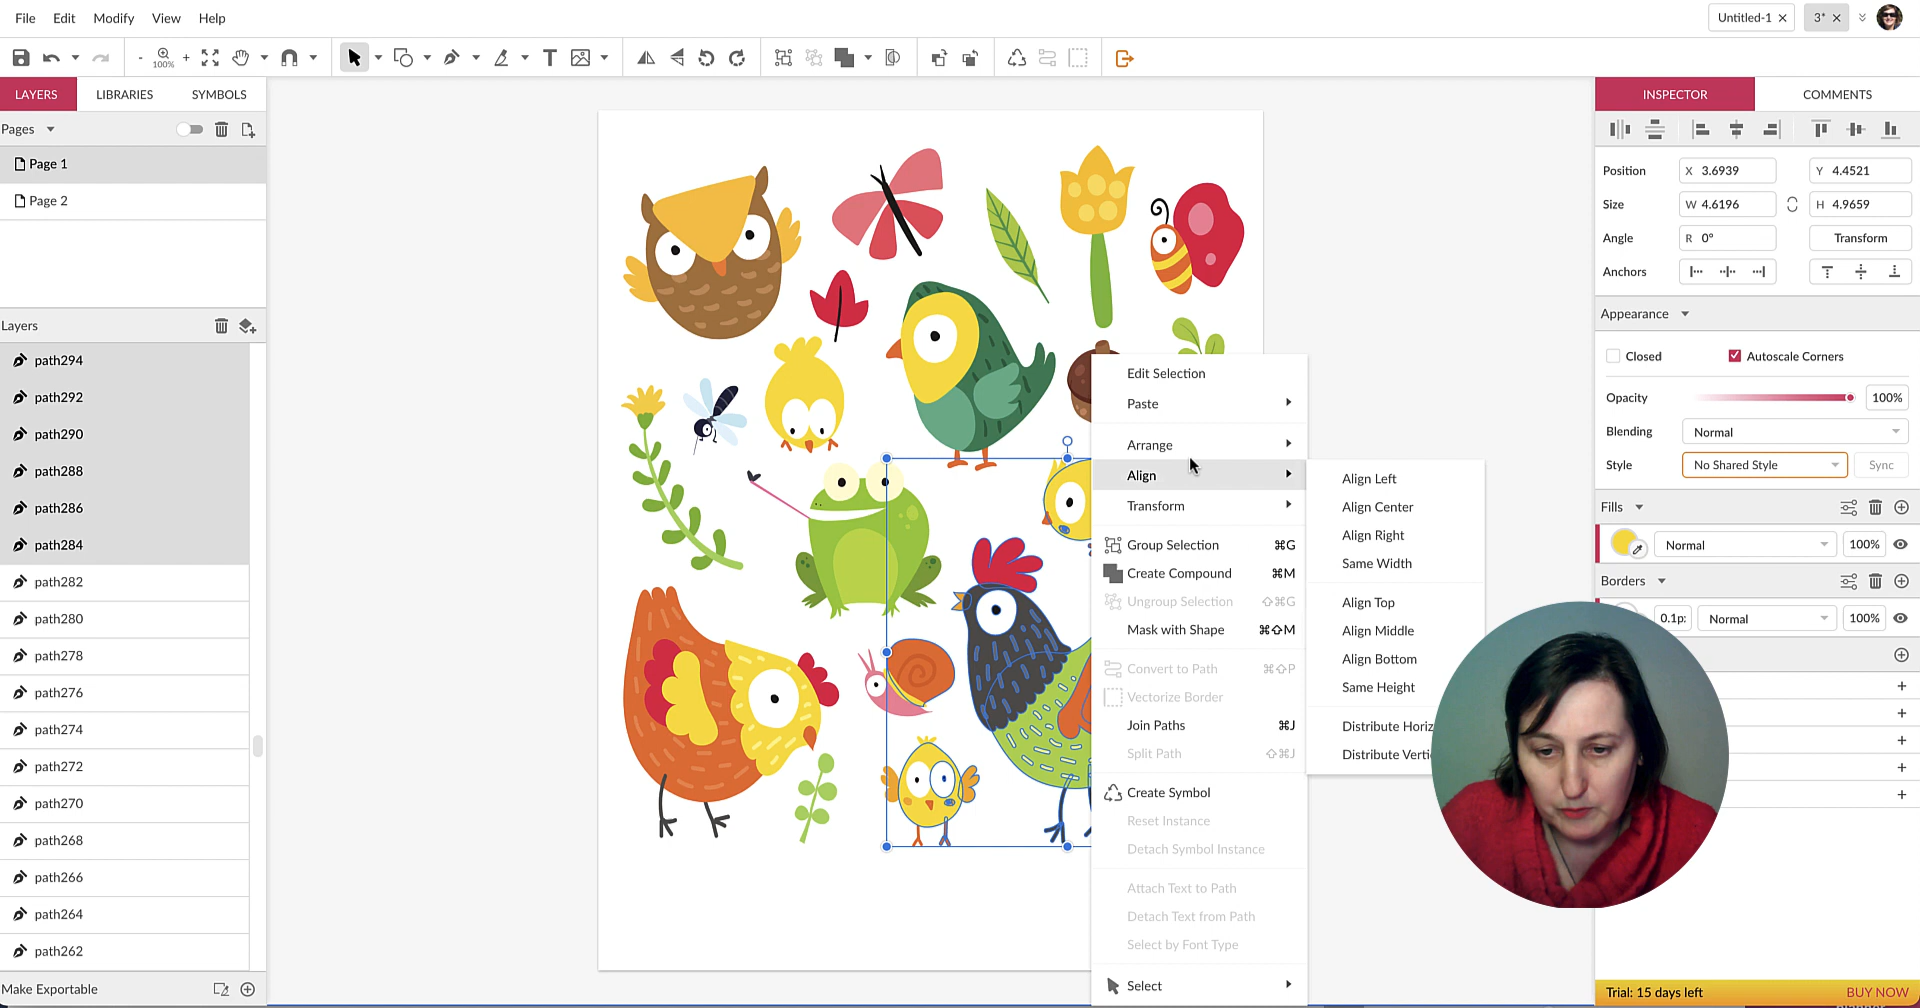 File Edit Modify View Help
Untitled-1 3*
- 100% +
LAYERS LIBRARIES SYMBOLS
INSPECTOR COMMENTS
Pages
Page 1
Page 2
Layers
path294
path292
path290
path288
path286
path284
path282
path280
path278
path276
path274
path272
path270
path268
path266
path264
path262
Make Exportable
Edit Selection
Paste
Arrange
Align
Transform
Group Selection ⌘G
Create Compound ⌘M
Ungroup Selection ⇧⌘G
Mask with Shape ⌘⇧M
Convert to Path ⌘⇧P
Vectorize Border
Join Paths ⌘J
Split Path ⇧⌘J
Create Symbol
Reset Instance
Detach Symbol Instance
Attach Text to Path
Detach Text from Path
Select by Font Type
Select
Align Left
Align Center
Align Right
Same Width
Align Top
Align Middle
Align Bottom
Same Height
Distribute Horiz
Distribute Verti
Position X 3.6939 Y 4.4521
Size W 4.6196 H 4.9659
Angle R 0° Transform
Anchors
Appearance
Closed Autoscale Corners
Opacity 100%
Blending Normal
Style No Shared Style Sync
Fills
Normal 100%
Borders
0.1p: Normal 100%
Trial: 15 days left BUY NOW